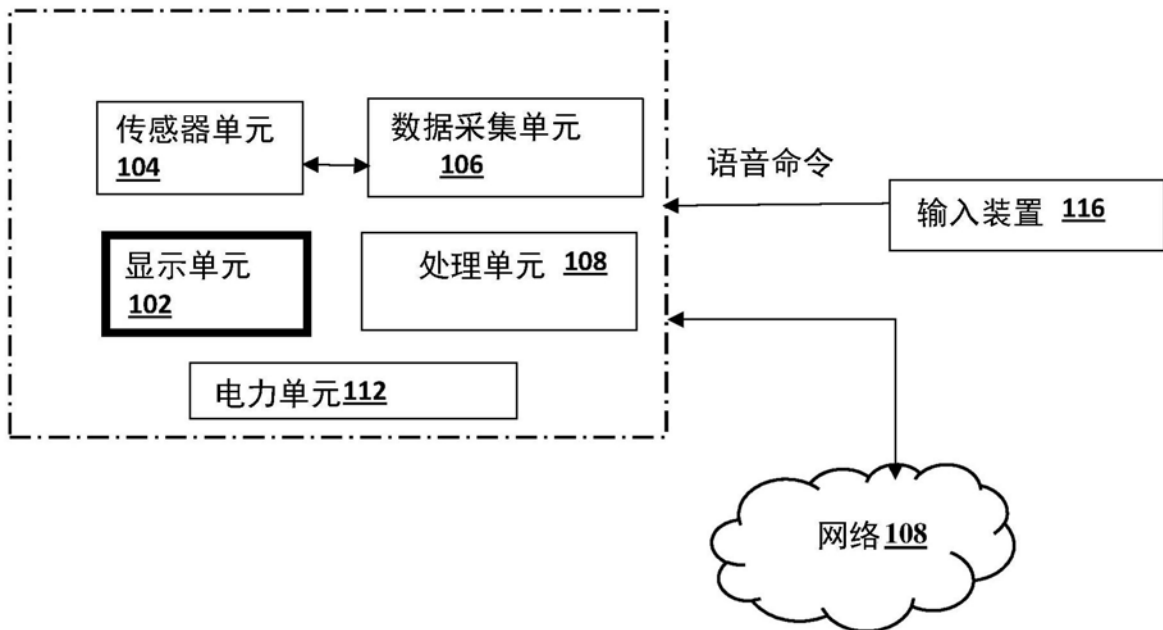 传感器单元
104
数据采集单元
106
语音命令
输入装置 116
显示单元
102
处理单元 108
电力单元112
网络108